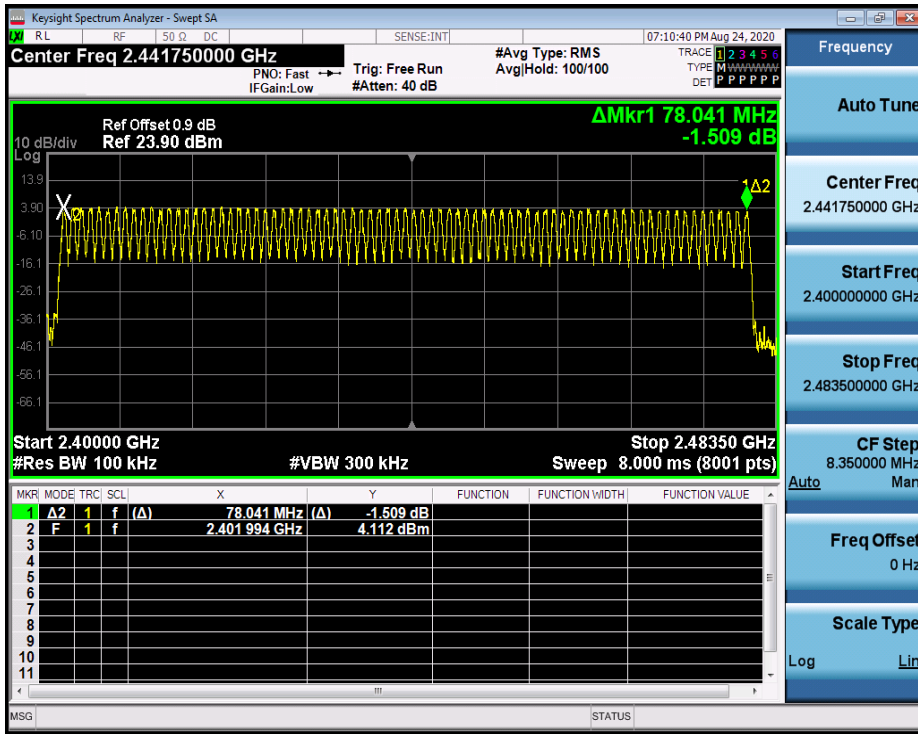 Keysight Spectrum Analyzer - Swept SA
LXI RL RF 50 Ω DC SENSE:INT 07:10:40 PM Aug 24, 2020
Center Freq 2.441750000 GHz
PNO: Fast
IFGain:Low
Trig: Free Run
#Atten: 40 dB
#Avg Type: RMS
Avg|Hold: 100/100
TRACE 1 2 3 4 5 6
TYPE M WWWWW
DET P P P P P P
ΔMkr1 78.041 MHz
-1.509 dB
Ref Offset 0.9 dB
10 dB/div Ref 23.90 dBm
Log
13.9
3.90
-6.10
-16.1
-26.1
-36.1
-46.1
-56.1
-66.1
X2
1Δ2
Start 2.40000 GHz Stop 2.48350 GHz
#Res BW 100 kHz #VBW 300 kHz Sweep 8.000 ms (8001 pts)
MKR MODE TRC SCL X Y FUNCTION FUNCTION WIDTH FUNCTION VALUE
1 Δ2 1 f (Δ) 78.041 MHz (Δ) -1.509 dB
2 F 1 f 2.401 994 GHz 4.112 dBm
3
4
5
6
7
8
9
10
11
MSG STATUS
Frequency
Auto Tune
Center Freq
2.441750000 GHz
Start Freq
2.400000000 GHz
Stop Freq
2.483500000 GHz
CF Step
8.350000 MHz
Auto Man
Freq Offset
0 Hz
Scale Type
Log Lin